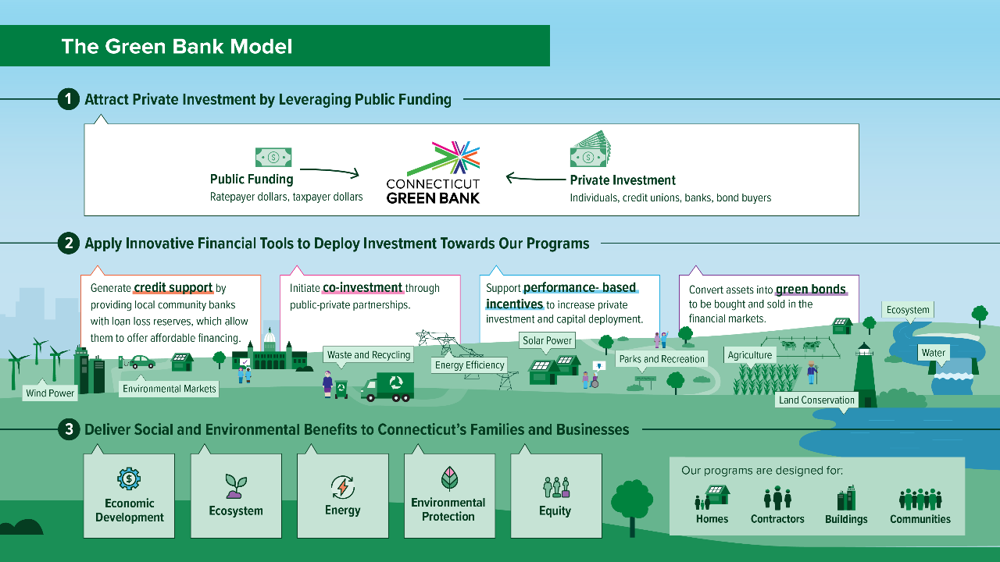 The Green Bank Model
1 Attract Private Investment by Leveraging Public Funding
Public Funding
Ratepayer dollars, taxpayer dollars
CONNECTICUT
GREEN BANK
Private Investment
Individuals, credit unions, banks, bond buyers
2 Apply Innovative Financial Tools to Deploy Investment Towards Our Programs
Generate credit support by
providing local community banks
with loan loss reserves, which allow
them to offer affordable financing.
Initiate co-investment through
public-private partnerships.
Support performance- based
incentives to increase private
investment and capital deployment.
Convert assets into green bonds
to be bought and sold in the
financial markets.
Ecosystem
Solar Power
Waste and Recycling
Energy Efficiency
Parks and Recreation
Agriculture
Water
Wind Power
Environmental Markets
Land Conservation
3 Deliver Social and Environmental Benefits to Connecticut's Families and Businesses
Economic
Development
Ecosystem
Energy
Environmental
Protection
Equity
Our programs are designed for:
Homes
Contractors
Buildings
Communities